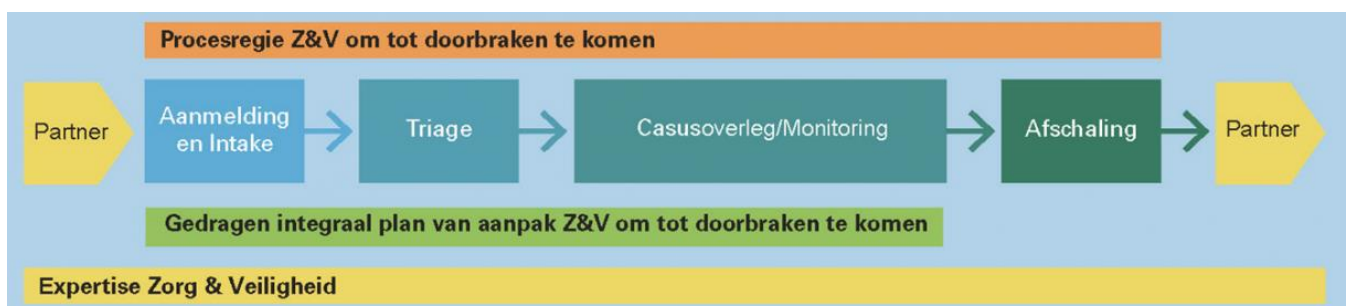 Procesregie Z&V om tot doorbraken te komen
Partner
Aanmelding
en Intake
Triage
Casusoverleg/Monitoring
Afschaling
Partner
Gedragen integraal plan van aanpak Z&V om tot doorbraken te komen
Expertise Zorg & Veiligheid